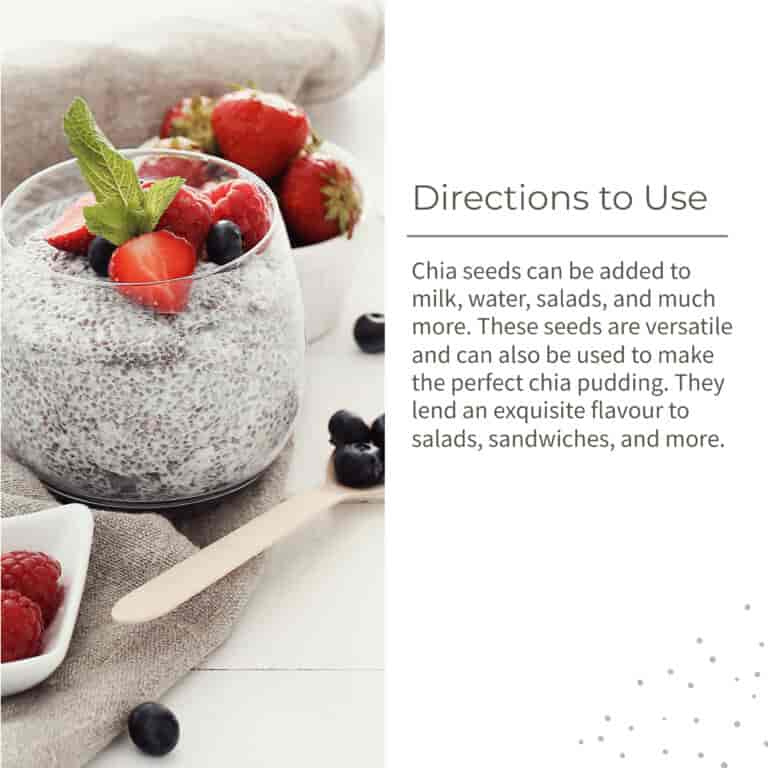 Directions to Use
Chia seeds can be added to
milk, water, salads, and much
more. These seeds are versatile
and can also be used to make
the perfect chia pudding. They
lend an exquisite flavour to
salads, sandwiches, and more.